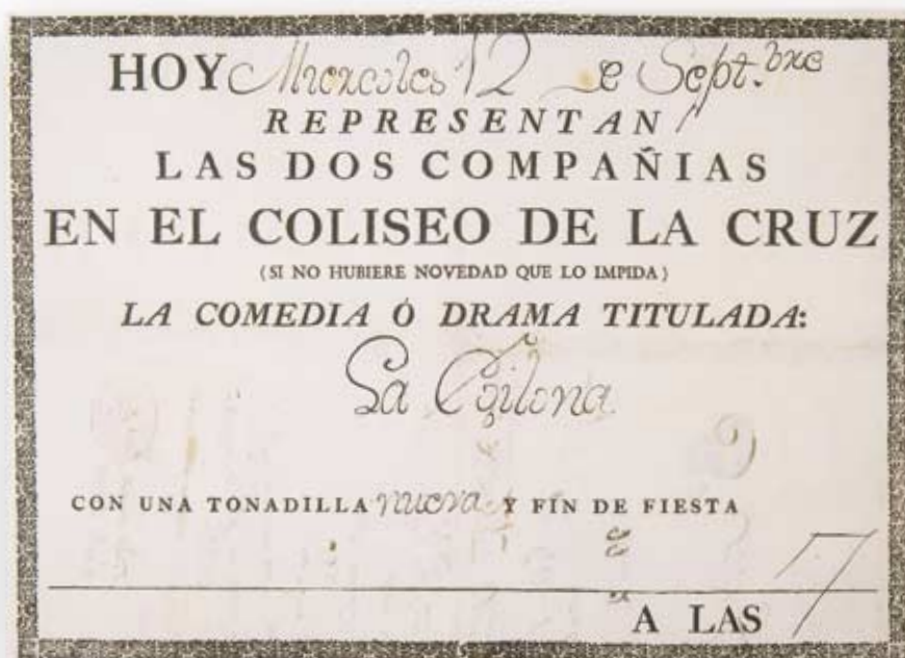 HOY Miercoles 12 de Sept.bre
REPRESENTAN
LAS DOS COMPAÑIAS
EN EL COLISEO DE LA CRUZ
(SI NO HUBIERE NOVEDAD QUE LO IMPIDA)
LA COMEDIA Ó DRAMA TITULADA:
La Egilona
CON UNA TONADILLA nueva Y FIN DE FIESTA
A LAS 7